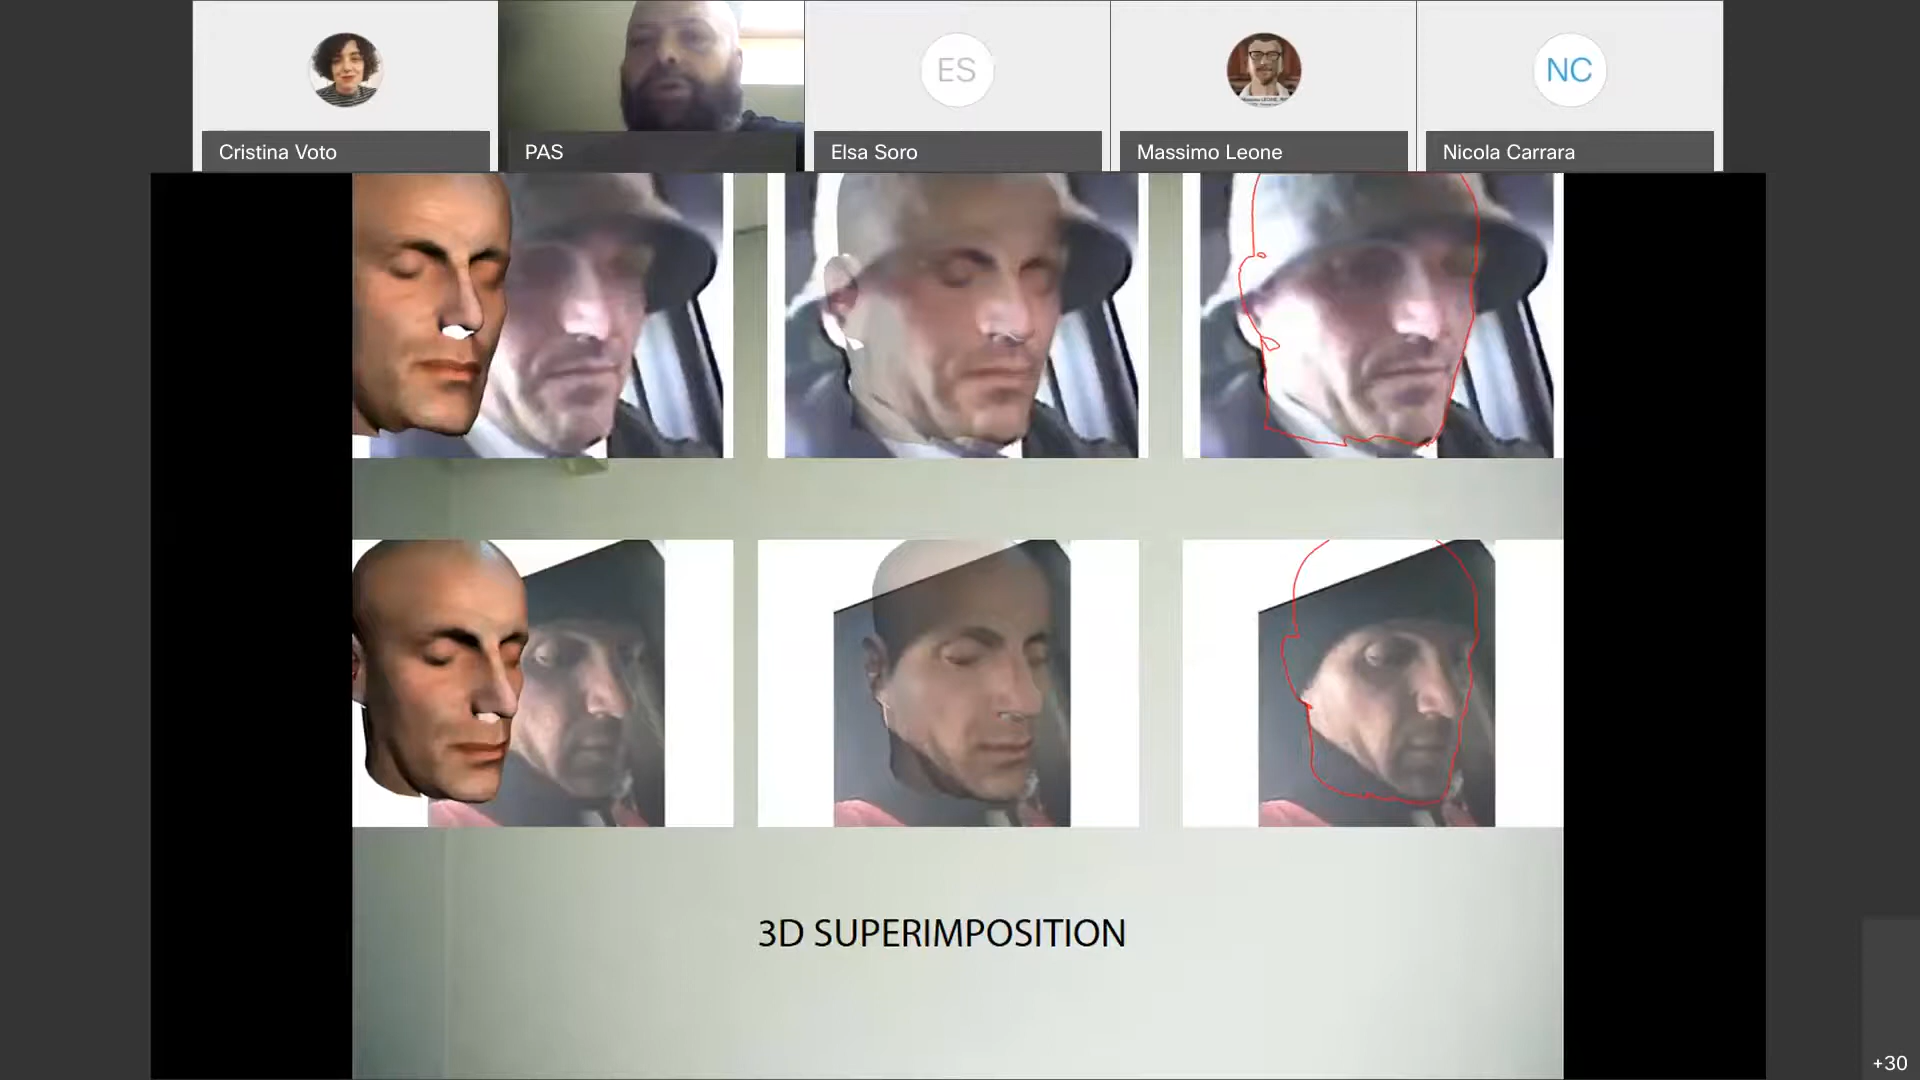 ES
NC
Cristina Voto
PAS
Elsa Soro
Massimo Leone
Nicola Carrara
3D SUPERIMPOSITION
+30